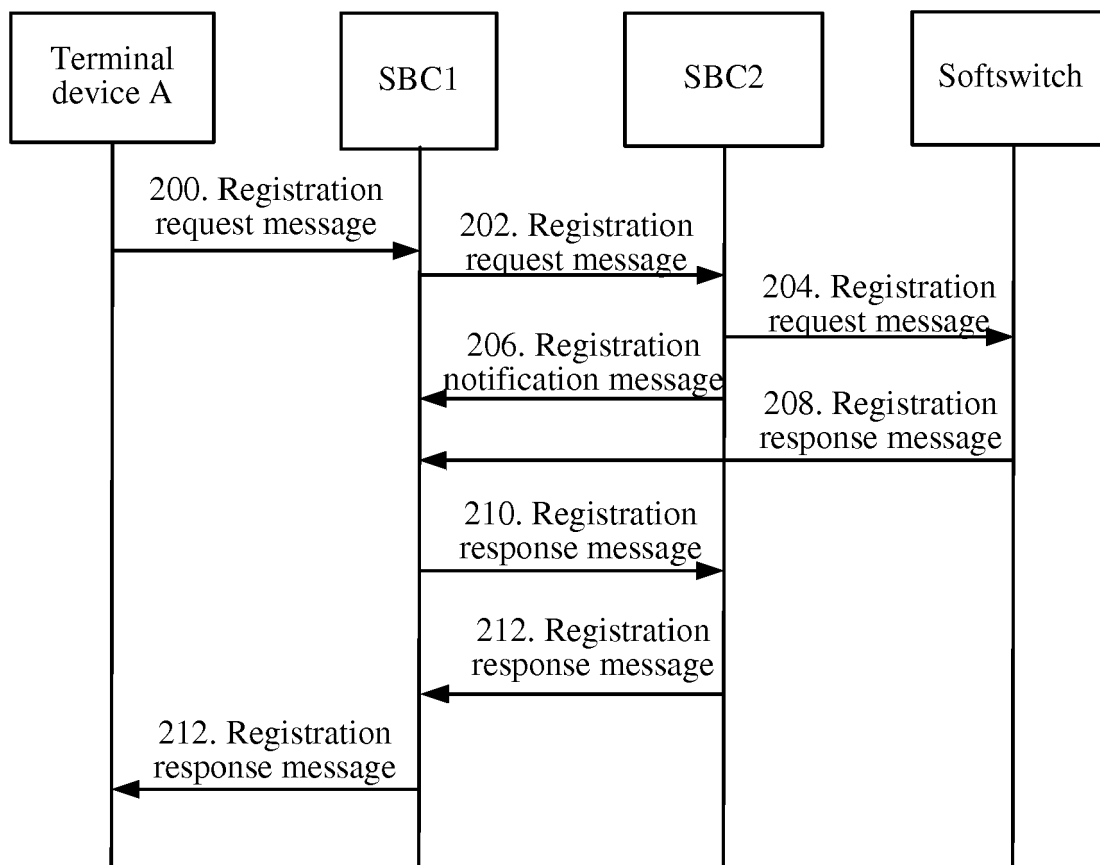 Terminal
device A
SBC1
SBC2
Softswitch
200. Registration
request message
202. Registration
request message
204. Registration
request message
206. Registration
notification message
208. Registration
response message
210. Registration
response message
212. Registration
response message
212. Registration
response message